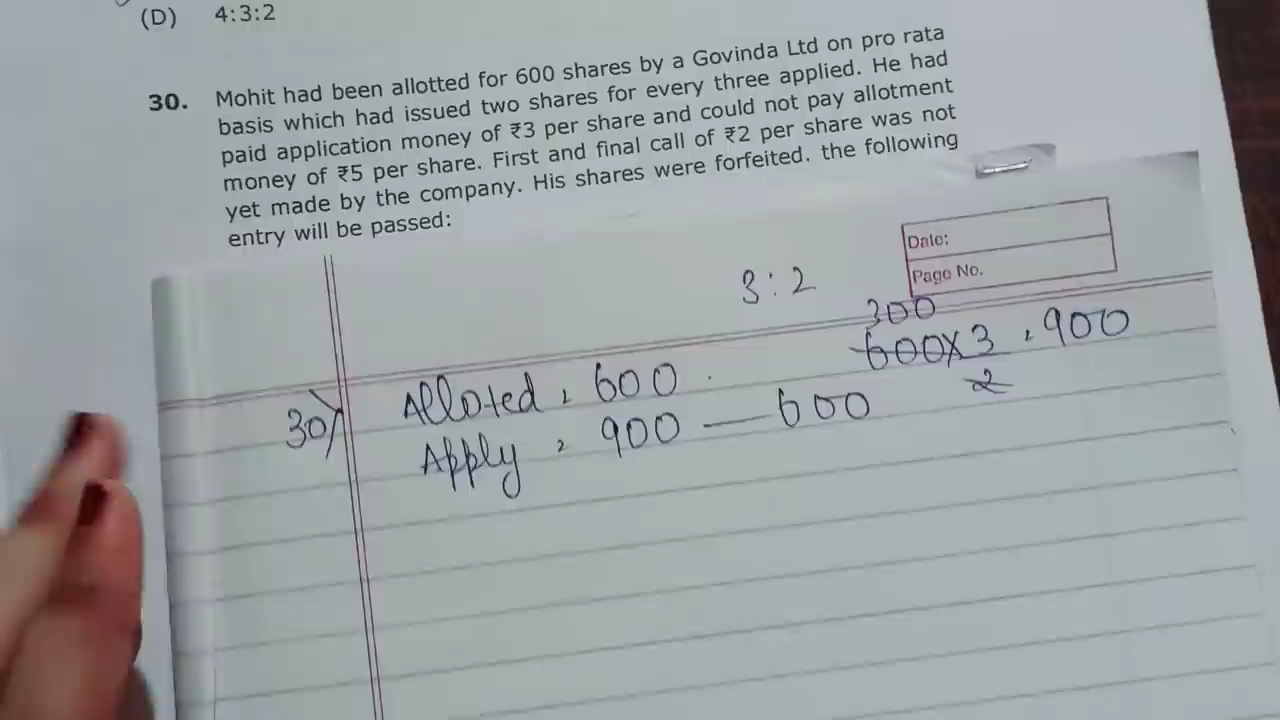 (D) 4:3:2
30. Mohit had been allotted for 600 shares by a Govinda Ltd on pro rata
basis which had issued two shares for every three applied. He had
paid application money of ₹3 per share and could not pay allotment
money of ₹5 per share. First and final call of ₹2 per share was not
yet made by the company. His shares were forfeited. the following
entry will be passed:
Date:
Page No.
3:2
300
600x3 , 900
2
30) Alloted , 600
Apply , 900 — 600